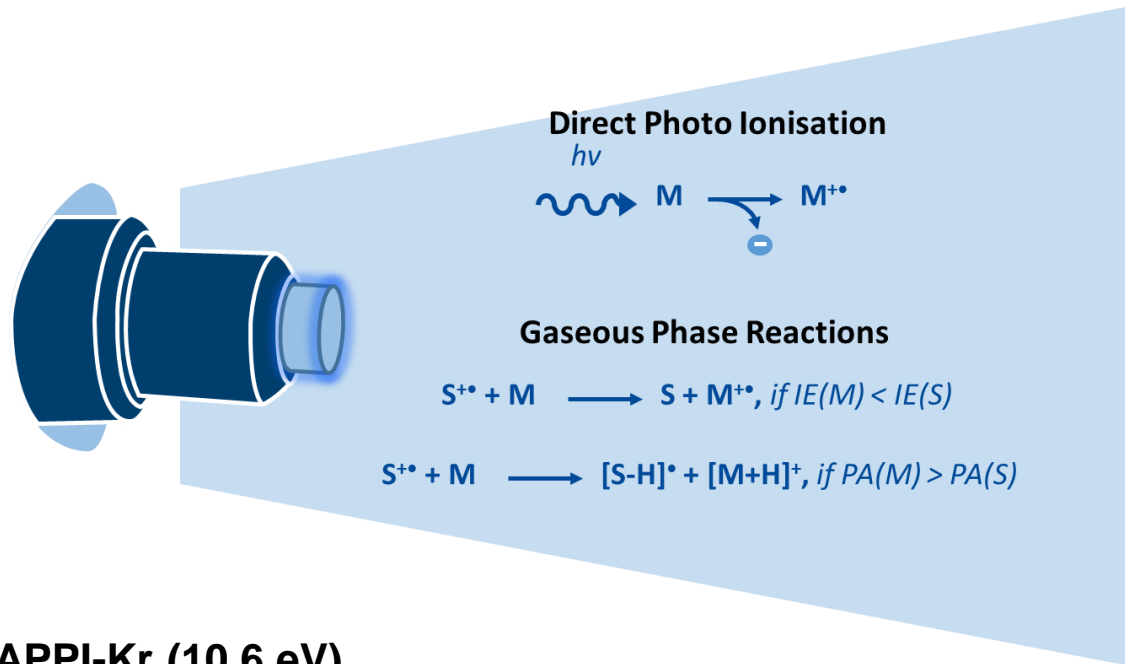 Direct Photo Ionisation
hv
M → M⁺•
−
Gaseous Phase Reactions
S⁺• + M → S + M⁺•, if IE(M) < IE(S)
S⁺• + M → [S-H]• + [M+H]⁺, if PA(M) > PA(S)
APPI-Kr (10.6 eV)